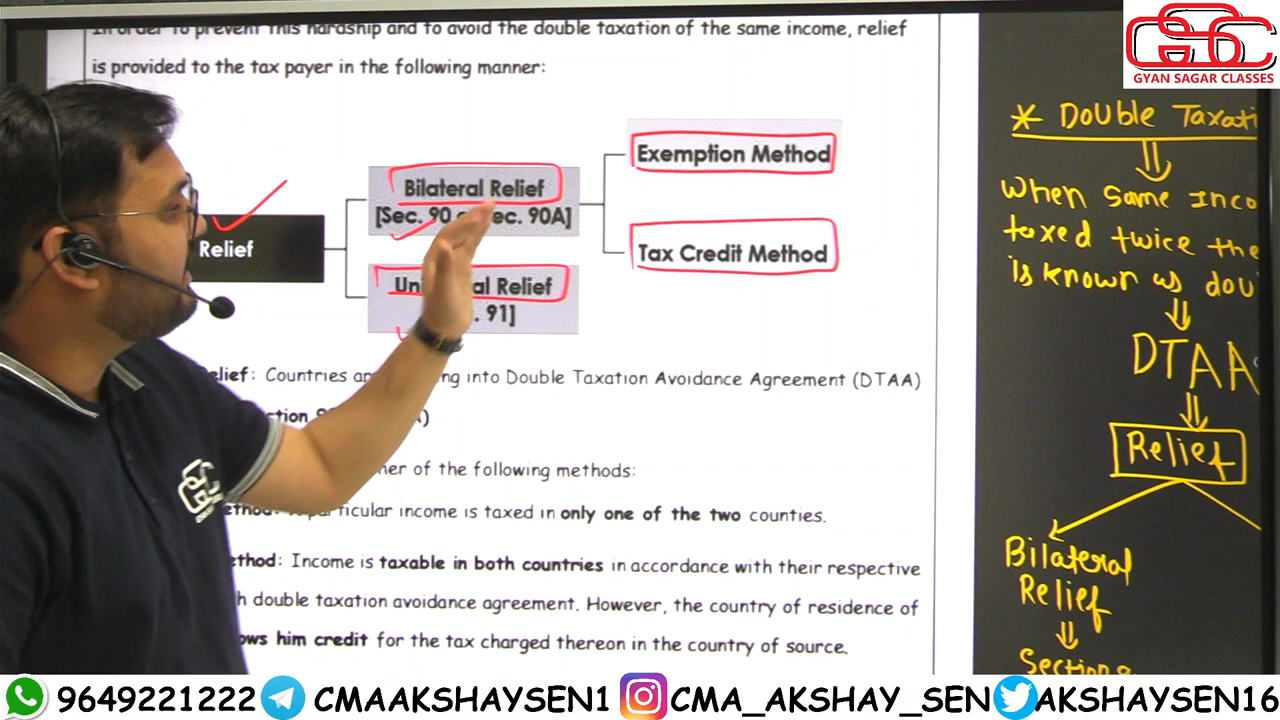 In order to prevent this hardship and to avoid the double taxation of the same income, relief
is provided to the tax payer in the following manner:
Relief
Bilateral Relief
[Sec. 90 Sec. 90A]
Unilateral Relief
91]
Exemption Method
Tax Credit Method
Relief: Countries are into Double Taxation Avoidance Agreement (DTAA)
of the following methods:
particular income is taxed in only one of the two counties.
Income is taxable in both countries in accordance with their respective
double taxation avoidance agreement. However, the country of residence of
him credit for the tax charged thereon in the country of source.
GSC
GYAN SAGAR CLASSES
* Double Taxati
When Same Inco
taxed twice the
is known as dou
DTAA
Relief
Bilateral
Relief
Section
GSC
9649221222 CMAAKSHAYSEN1 CMA_AKSHAY_SEN AKSHAYSEN16